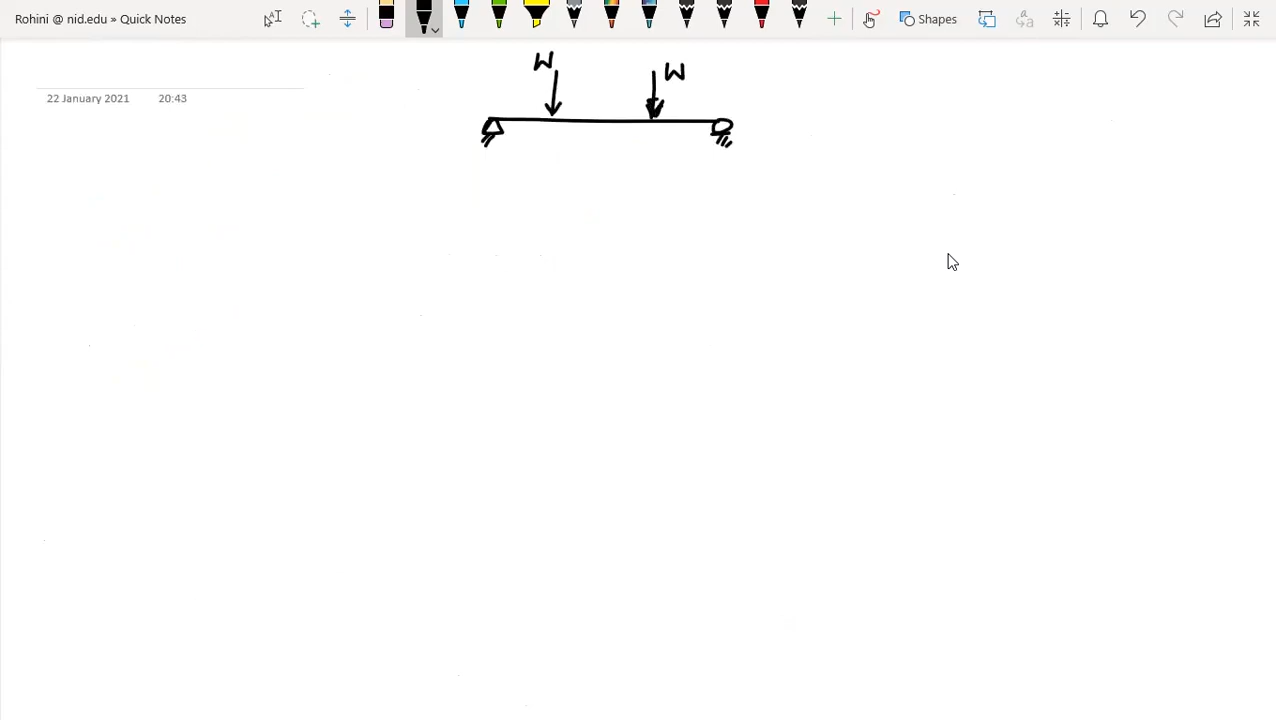 Rohini @ nid.edu » Quick Notes
Shapes
W
W
22 January 2021 20:43